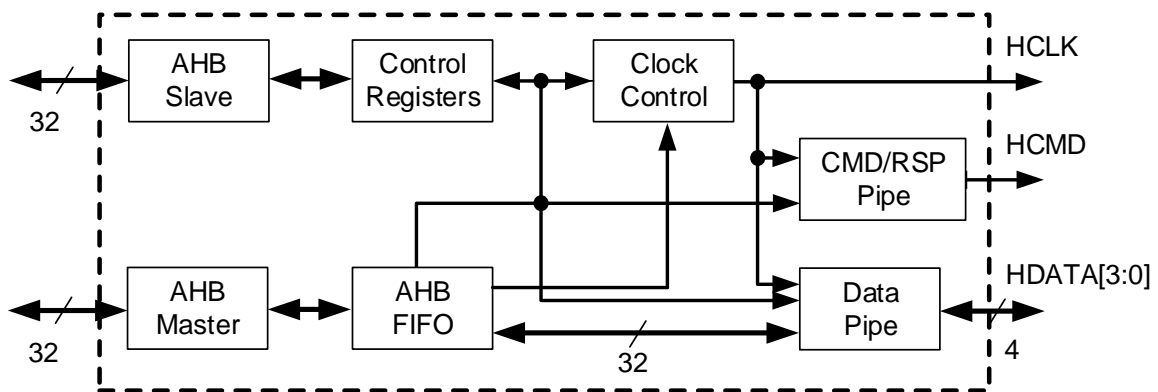 AHB
Slave
Control
Registers
Clock
Control
HCLK
32
CMD/RSP
Pipe
HCMD
AHB
Master
AHB
FIFO
Data
Pipe
HDATA[3:0]
32
32
4